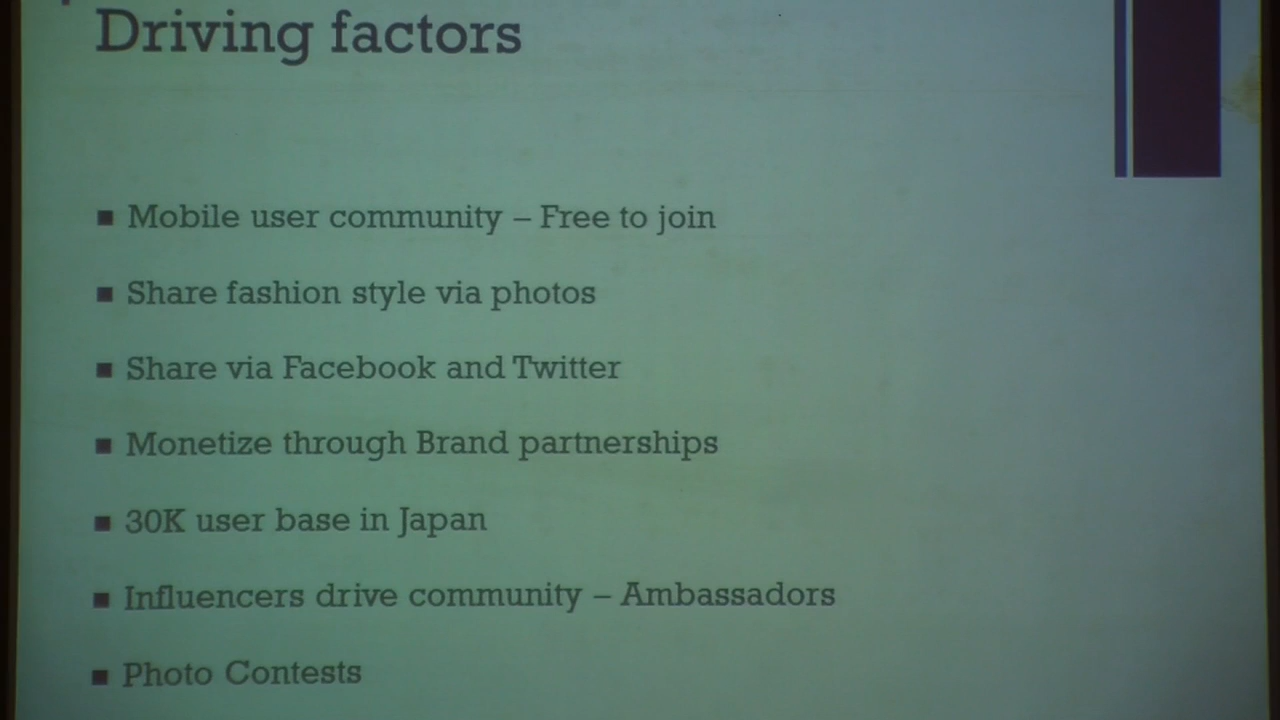 Driving factors
■ Mobile user community – Free to join
■ Share fashion style via photos
■ Share via Facebook and Twitter
■ Monetize through Brand partnerships
■ 30K user base in Japan
■ Influencers drive community – Ambassadors
■ Photo Contests